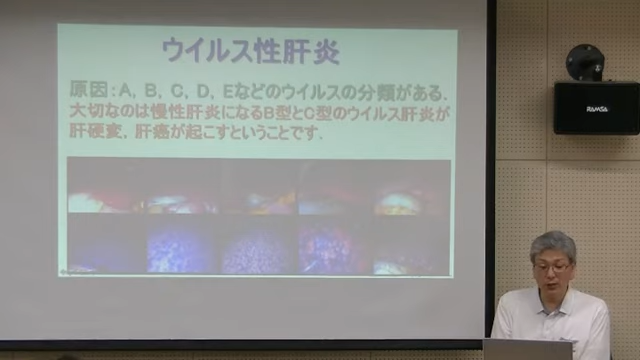 ウイルス性肝炎
原因：A, B, C, D, Eなどのウイルスの分類がある.
大切なのは慢性肝炎になるB型とC型のウイルス肝炎が
肝硬変, 肝癌が起こすということです.
RAMSA